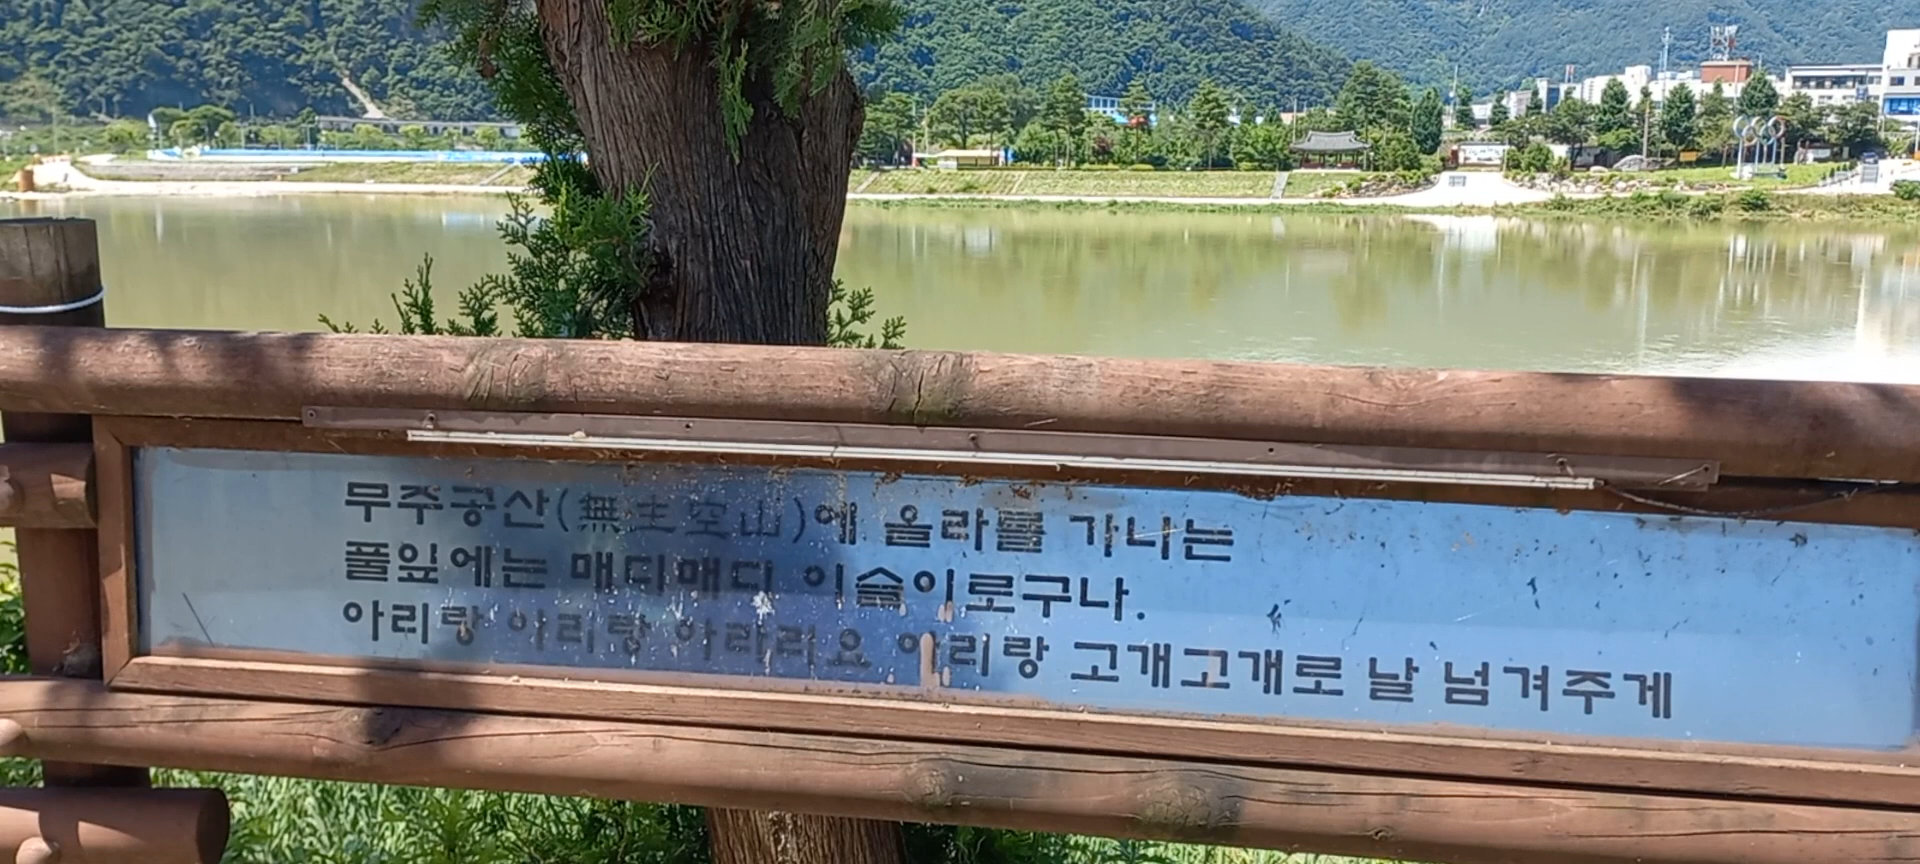 무주공산(無主空山)에 올라를 가니는
풀잎에는 매디매디 이슬이로구나.
아리랑 아리랑 아라리요 아리랑 고개고개로 날 넘겨주게